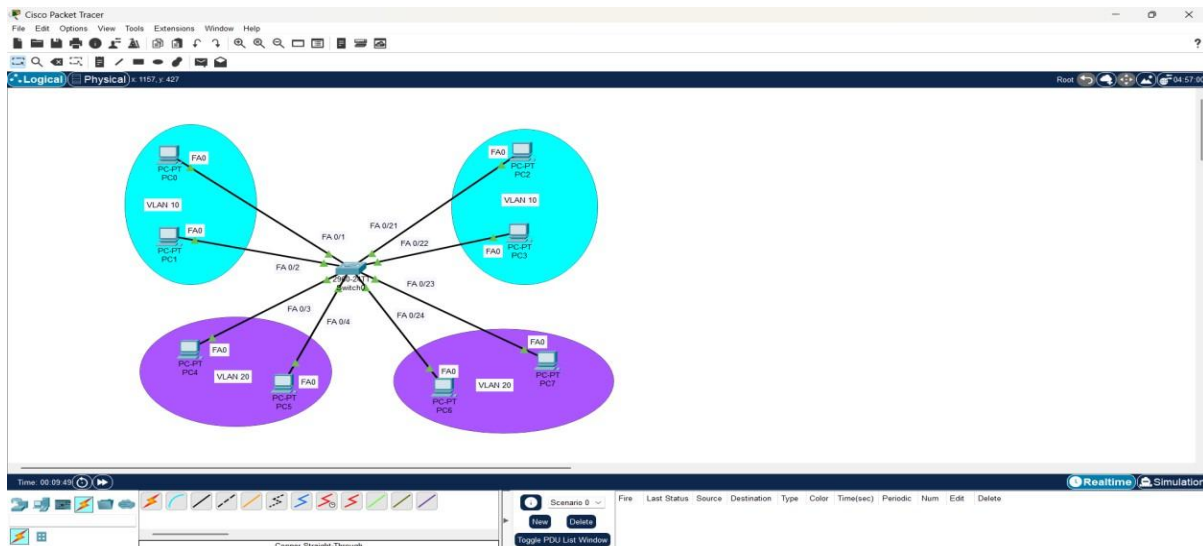 Cisco Packet Tracer
File Edit Options View Tools Extensions Window Help
?
Logical Physical x: 1157, y: 427
Root 04:57:00
FA0
PC-PT
PC0
VLAN 10
FA0
PC-PT
PC1
FA0
PC-PT
PC2
VLAN 10
FA0
PC-PT
PC3
FA 0/1
FA 0/21
FA 0/22
FA 0/2
Switch0
FA 0/23
FA 0/3
FA 0/4
FA 0/24
FA0
PC-PT
PC4
VLAN 20
FA0
PC-PT
PC5
FA0
PC-PT
PC7
FA0
VLAN 20
PC-PT
PC6
Time: 00:09:49
Realtime Simulation
Scenario 0
Fire Last Status Source Destination Type Color Time(sec) Periodic Num Edit Delete
New Delete
Toggle PDU List Window
Copper Straight-Through